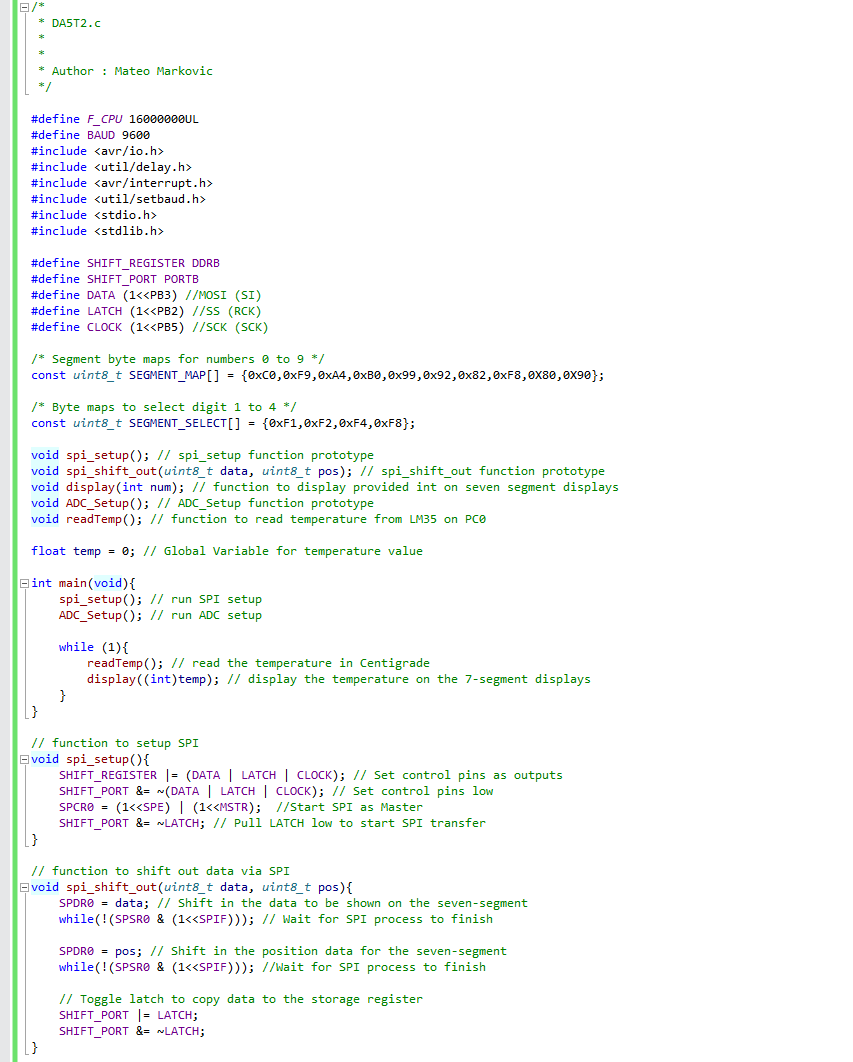 /*
 * DA5T2.c
 *
 *
 * Author : Mateo Markovic
 */
#define F_CPU 16000000UL
#define BAUD 9600
#include <avr/io.h>
#include <util/delay.h>
#include <avr/interrupt.h>
#include <util/setbaud.h>
#include <stdio.h>
#include <stdlib.h>
#define SHIFT_REGISTER DDRB
#define SHIFT_PORT PORTB
#define DATA (1<<PB3) //MOSI (SI)
#define LATCH (1<<PB2) //SS (RCK)
#define CLOCK (1<<PB5) //SCK (SCK)
/* Segment byte maps for numbers 0 to 9 */
const uint8_t SEGMENT_MAP[] = {0xC0,0xF9,0xA4,0xB0,0x99,0x92,0x82,0xF8,0X80,0X90};
/* Byte maps to select digit 1 to 4 */
const uint8_t SEGMENT_SELECT[] = {0xF1,0xF2,0xF4,0xF8};
void spi_setup(); // spi_setup function prototype
void spi_shift_out(uint8_t data, uint8_t pos); // spi_shift_out function prototype
void display(int num); // function to display provided int on seven segment displays
void ADC_Setup(); // ADC_Setup function prototype
void readTemp(); // function to read temperature from LM35 on PC0
float temp = 0; // Global Variable for temperature value
int main(void){
    spi_setup(); // run SPI setup
    ADC_Setup(); // run ADC setup
    while (1){
        readTemp(); // read the temperature in Centigrade
        display((int)temp); // display the temperature on the 7-segment displays
    }
}
// function to setup SPI
void spi_setup(){
    SHIFT_REGISTER |= (DATA | LATCH | CLOCK); // Set control pins as outputs
    SHIFT_PORT &= ~(DATA | LATCH | CLOCK); // Set control pins low
    SPCR0 = (1<<SPE) | (1<<MSTR);  //Start SPI as Master
    SHIFT_PORT &= ~LATCH; // Pull LATCH low to start SPI transfer
}
// function to shift out data via SPI
void spi_shift_out(uint8_t data, uint8_t pos){
    SPDR0 = data; // Shift in the data to be shown on the seven-segment
    while(!(SPSR0 & (1<<SPIF))); // Wait for SPI process to finish
    SPDR0 = pos; // Shift in the position data for the seven-segment
    while(!(SPSR0 & (1<<SPIF))); //Wait for SPI process to finish
    // Toggle latch to copy data to the storage register
    SHIFT_PORT |= LATCH;
    SHIFT_PORT &= ~LATCH;
}